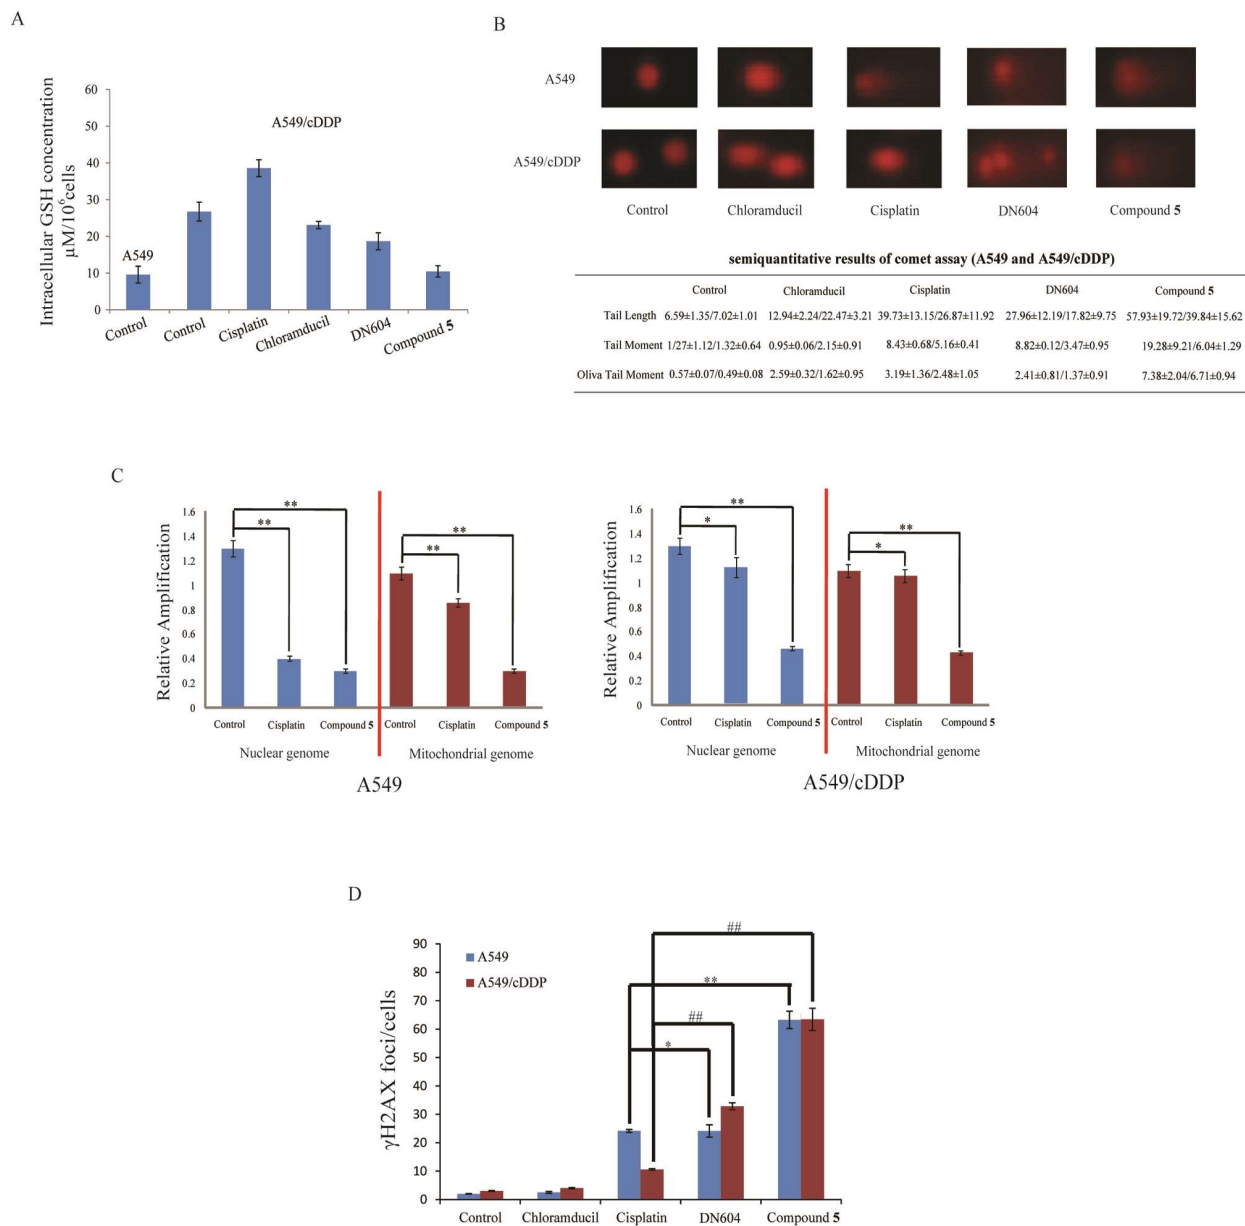 A
Intracellular GSH concentration
μM/10⁶cells
60
50
40
30
20
10
0
A549/cDDP
A549
Control
Control
Cisplatin
Chloramducil
DN604
Compound 5
B
A549
A549/cDDP
Control
Chloramducil
Cisplatin
DN604
Compound 5
semiquantitative results of comet assay (A549 and A549/cDDP)
Control Chloramducil Cisplatin DN604 Compound 5
Tail Length 6.59±1.35/7.02±1.01 12.94±2.24/22.47±3.21 39.73±13.15/26.87±11.92 27.96±12.19/17.82±9.75 57.93±19.72/39.84±15.62
Tail Moment 1/27±1.12/1.32±0.64 0.95±0.06/2.15±0.91 8.43±0.68/5.16±0.41 8.82±0.12/3.47±0.95 19.28±9.21/6.04±1.29
Oliva Tail Moment 0.57±0.07/0.49±0.08 2.59±0.32/1.62±0.95 3.19±1.36/2.48±1.05 2.41±0.81/1.37±0.91 7.38±2.04/6.71±0.94
C
Relative Amplification
1.6
1.4
1.2
1
0.8
0.6
0.4
0.2
0
**
**
**
**
Control Cisplatin Compound 5 Control Cisplatin Compound 5
Nuclear genome Mitochondrial genome
A549
Relative Amplification
1.6
1.4
1.2
1
0.8
0.6
0.4
0.2
0
**
*
**
*
Control Cisplatin Compound 5 Control Cisplatin Compound 5
Nuclear genome Mitochondrial genome
A549/cDDP
D
γH2AX foci/cells
90
80
70
60
50
40
30
20
10
0
A549
A549/cDDP
##
**
##
*
Control Chloramducil Cisplatin DN604 Compound 5